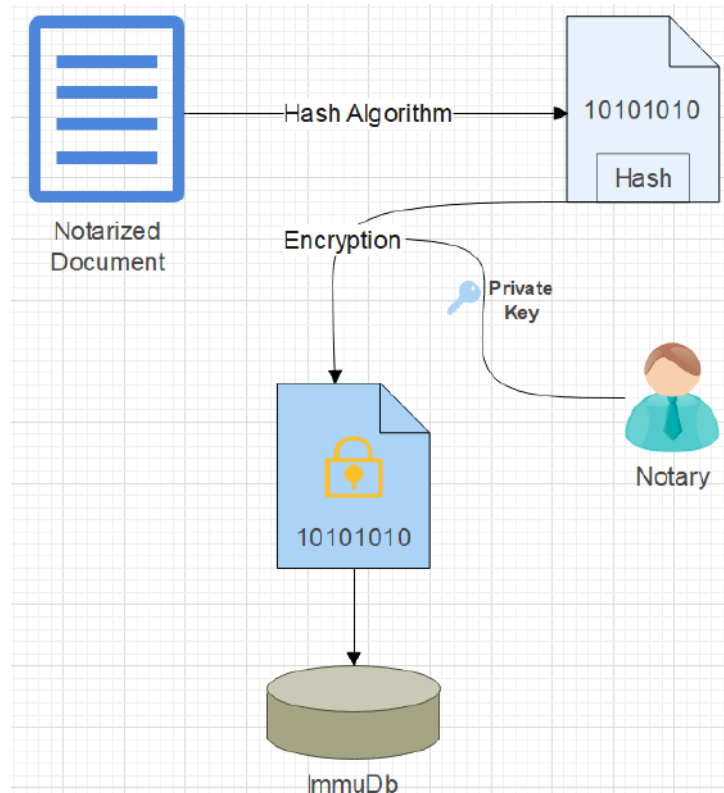 Hash Algorithm
10101010
Hash
Notarized
Document
Encryption
Private
Key
Notary
10101010
ImmuDb